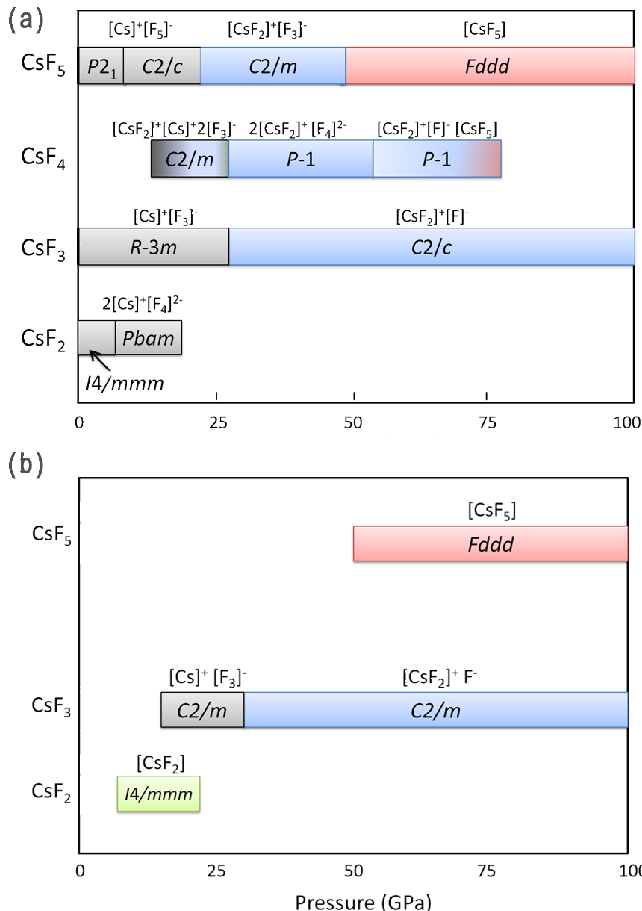 (a)
[Cs]⁺[F₅]⁻ [CsF₂]⁺[F₃]⁻ [CsF₅]
CsF₅ P2₁ C2/c C2/m Fddd
[CsF₂]⁺[Cs]⁺2[F₃]⁻ 2[CsF₂]⁺[F₄]²⁻ [CsF₂]⁺[F]⁻ [CsF₅]
CsF₄ C2/m P-1 P-1
[Cs]⁺[F₃]⁻ [CsF₂]⁺[F]⁻
CsF₃ R-3m C2/c
2[Cs]⁺[F₄]²⁻
CsF₂ Pbam
I4/mmm
0 25 50 75 100
(b)
[CsF₅]
CsF₅ Fddd
[Cs]⁺ [F₃]⁻ [CsF₂]⁺ F⁻
CsF₃ C2/m C2/m
[CsF₂]
CsF₂ I4/mmm
0 25 50 75 100
Pressure (GPa)